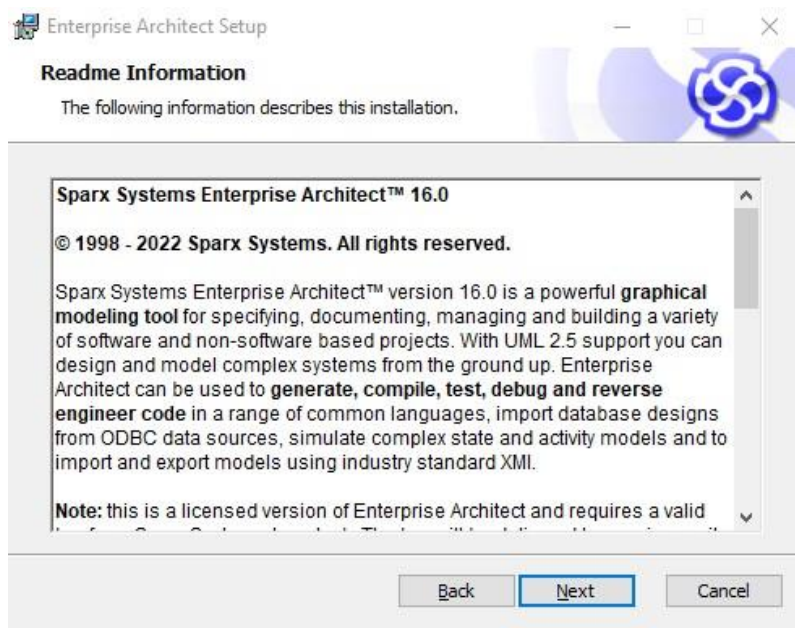 Enterprise Architect Setup
Readme Information
The following information describes this installation.
Sparx Systems Enterprise Architect™ 16.0
© 1998 - 2022 Sparx Systems. All rights reserved.
Sparx Systems Enterprise Architect™ version 16.0 is a powerful graphical
modeling tool for specifying, documenting, managing and building a variety
of software and non-software based projects. With UML 2.5 support you can
design and model complex systems from the ground up. Enterprise
Architect can be used to generate, compile, test, debug and reverse
engineer code in a range of common languages, import database designs
from ODBC data sources, simulate complex state and activity models and to
import and export models using industry standard XMI.
Note: this is a licensed version of Enterprise Architect and requires a valid
Back Next Cancel